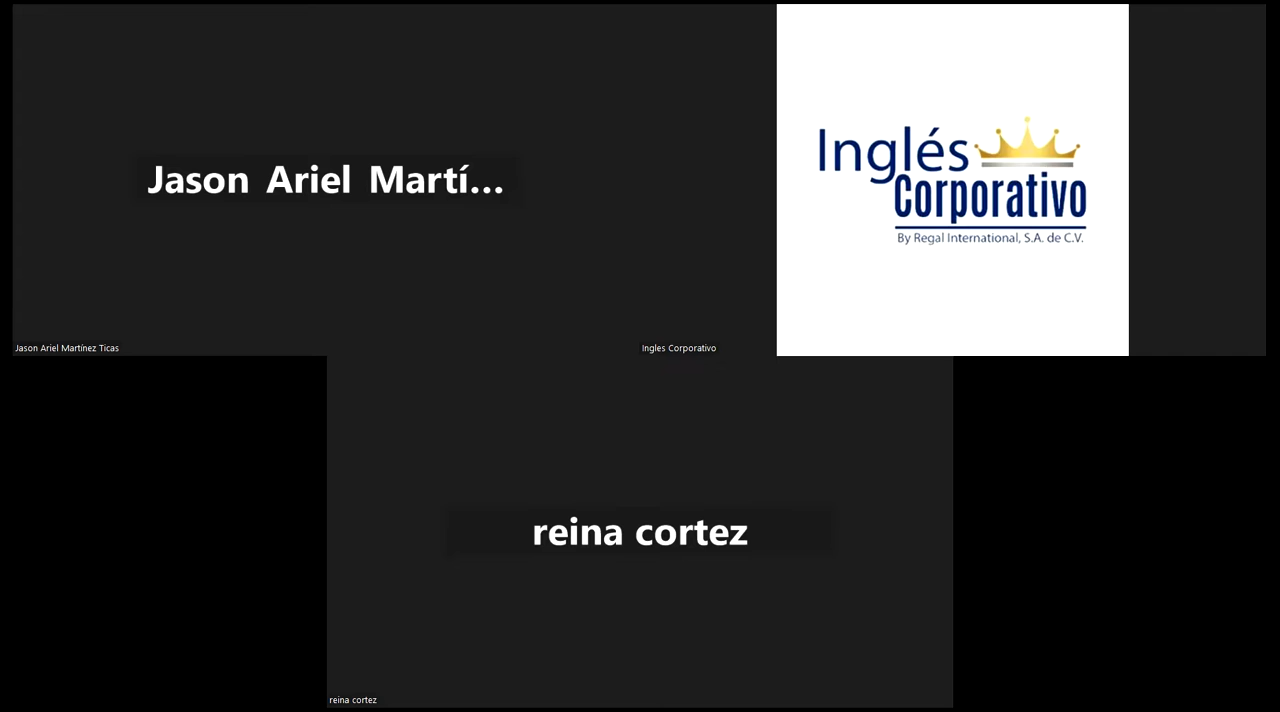 Jason Ariel Martí...
Inglés
Corporativo
By Regal International, S.A. de C.V.
Jason Ariel Martínez Ticas
Ingles Corporativo
reina cortez
reina cortez